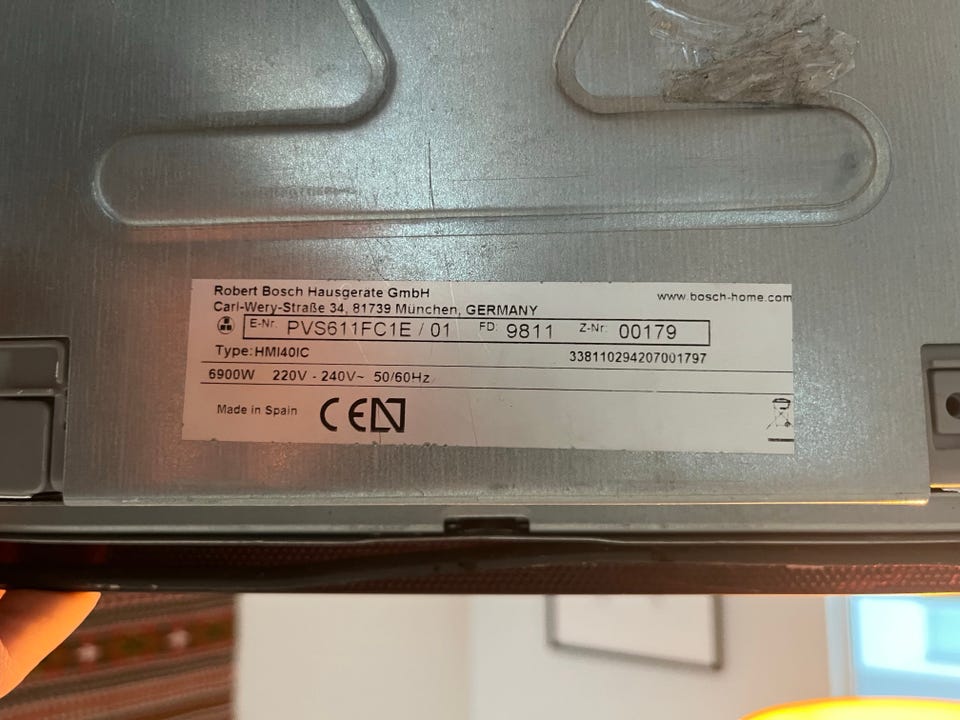 Robert Bosch Hausgeräte GmbH
www.bosch-home.com
Carl-Wery-Straße 34, 81739 München, GERMANY
E-Nr. PVS611FC1E / 01 FD: 9811 Z-Nr: 00179
Type: HMI40IC 338110294207001797
6900W 220V - 240V~ 50/60Hz
Made in Spain CE N